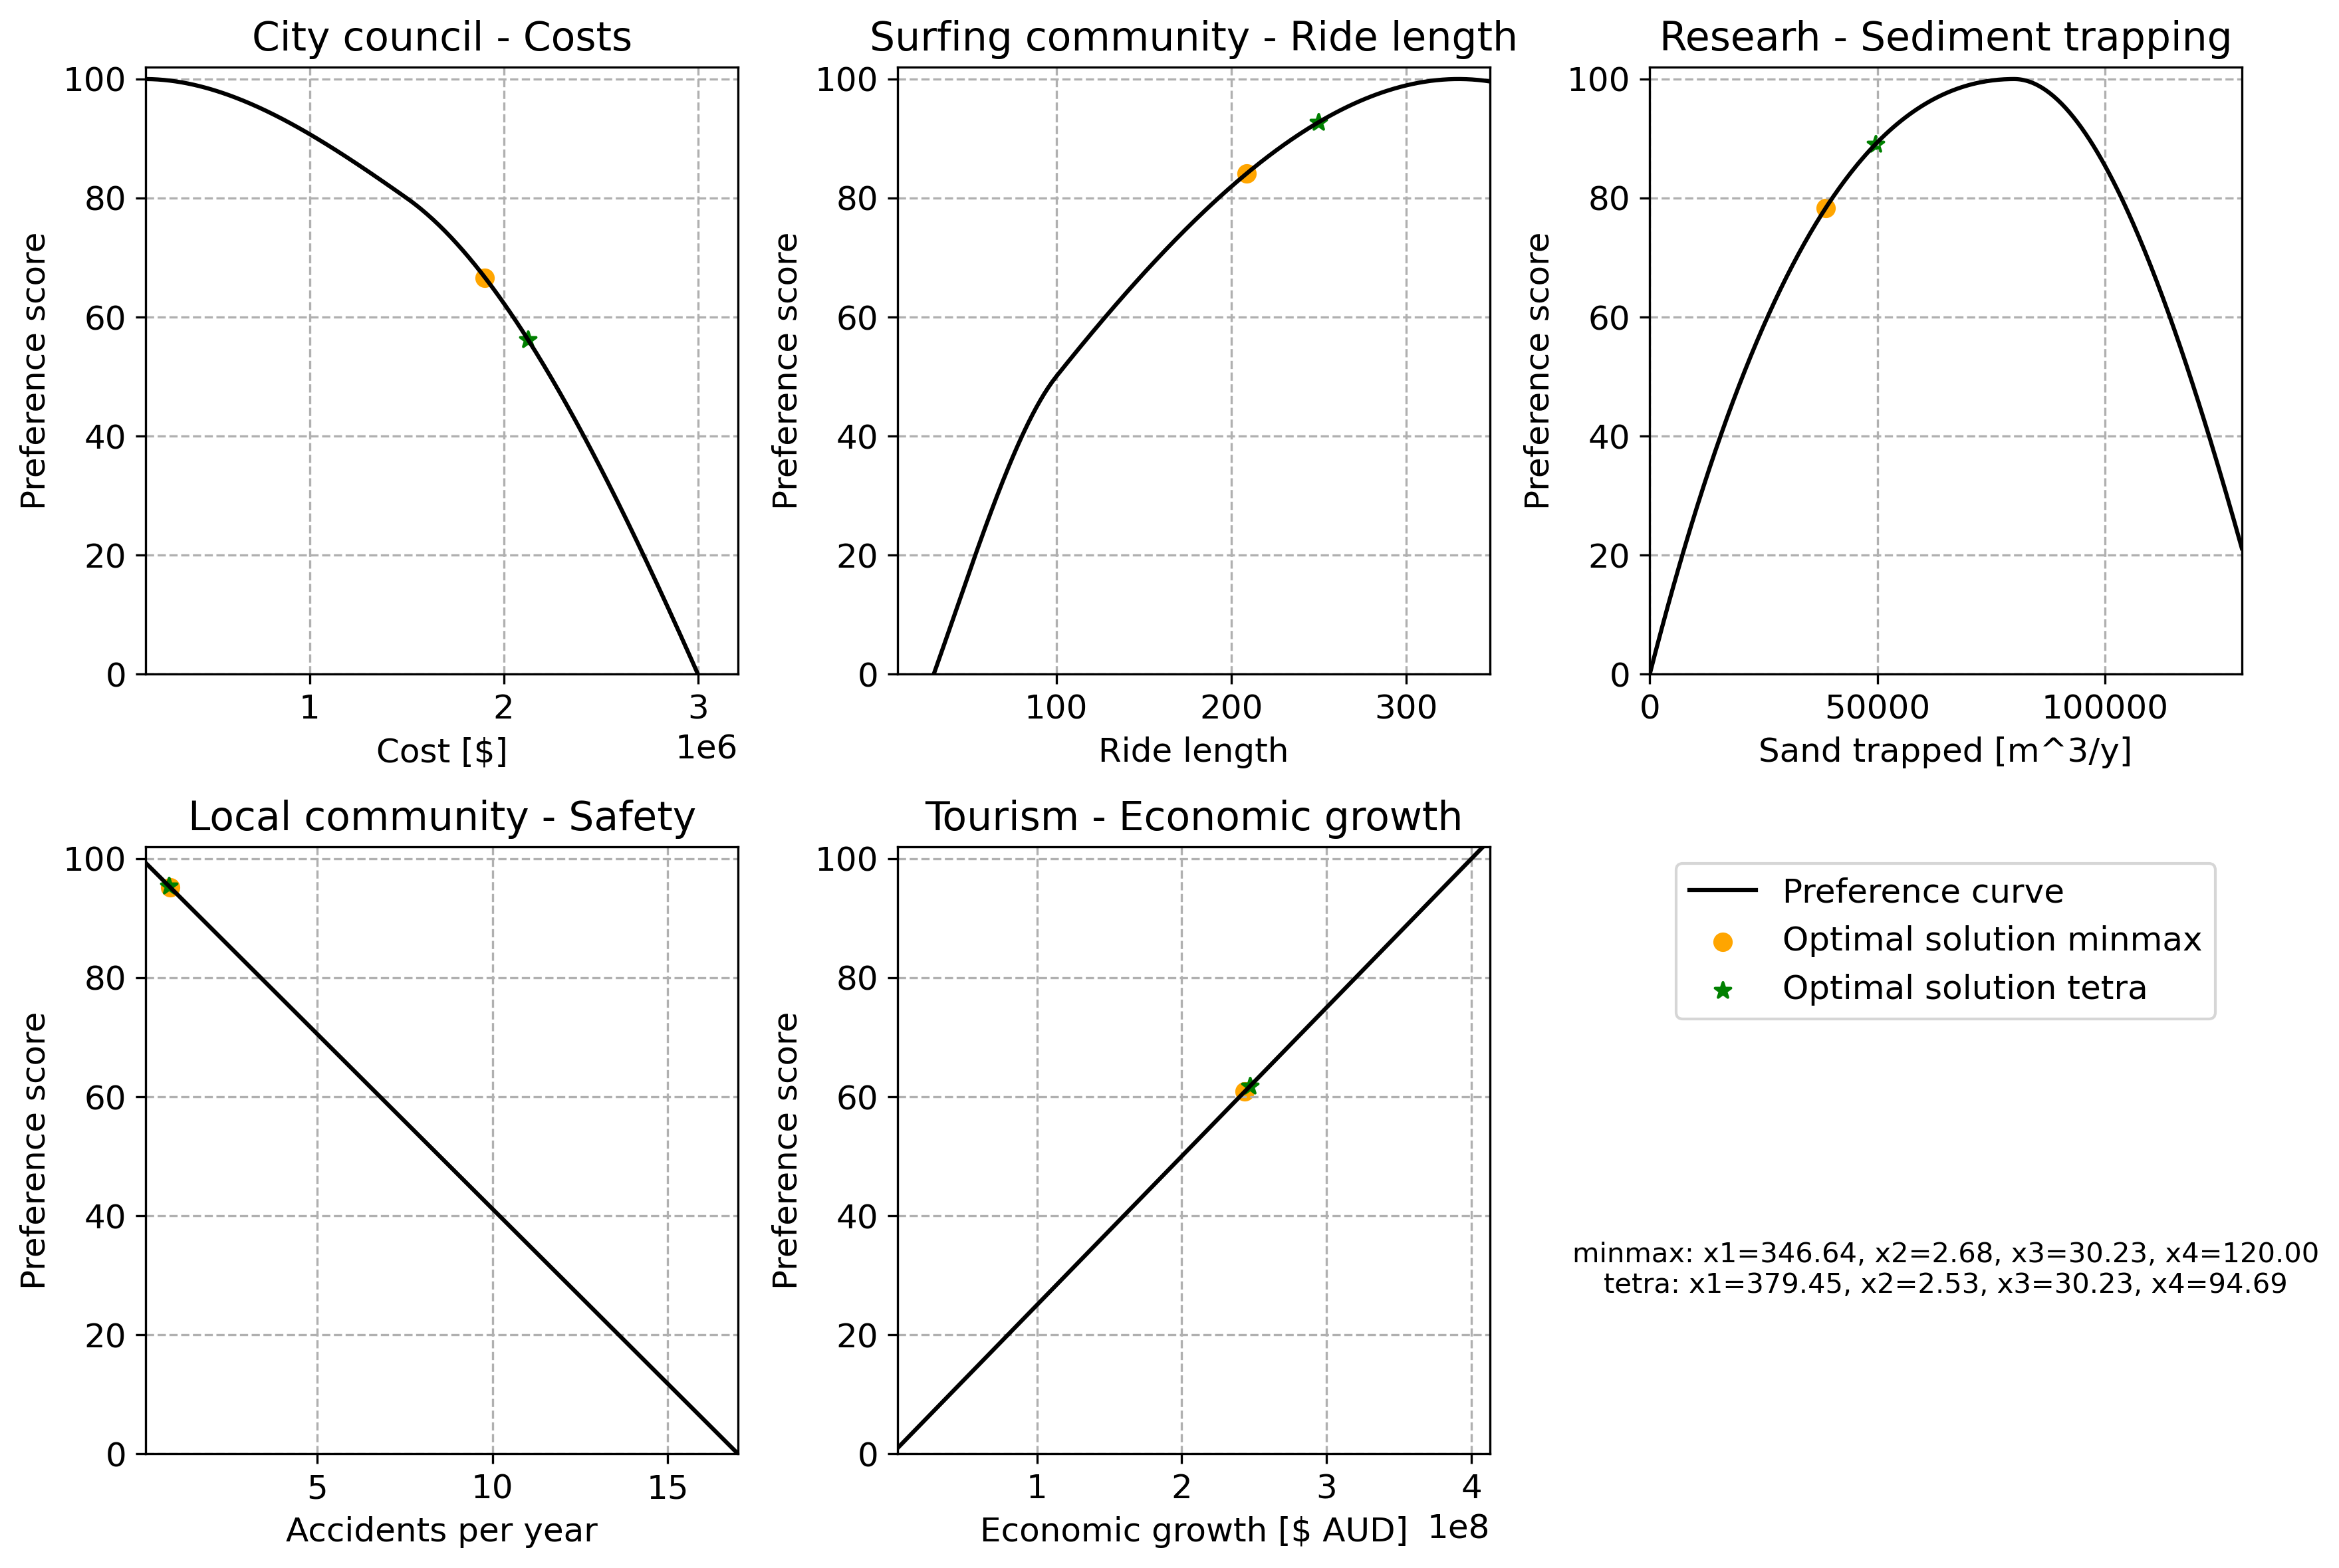 City council - Costs
100
80
60
40
20
0
Preference score
1
2
3
1e6
Cost [$]
Surfing community - Ride length
100
80
60
40
20
0
Preference score
100
200
300
Ride length
Researh - Sediment trapping
100
80
60
40
20
0
Preference score
0
50000
100000
Sand trapped [m^3/y]
Local community - Safety
100
80
60
40
20
0
Preference score
5
10
15
Accidents per year
Tourism - Economic growth
100
80
60
40
20
0
Preference score
1
2
3
4
1e8
Economic growth [$ AUD]
Preference curve
Optimal solution minmax
Optimal solution tetra
minmax: x1=346.64, x2=2.68, x3=30.23, x4=120.00
tetra: x1=379.45, x2=2.53, x3=30.23, x4=94.69